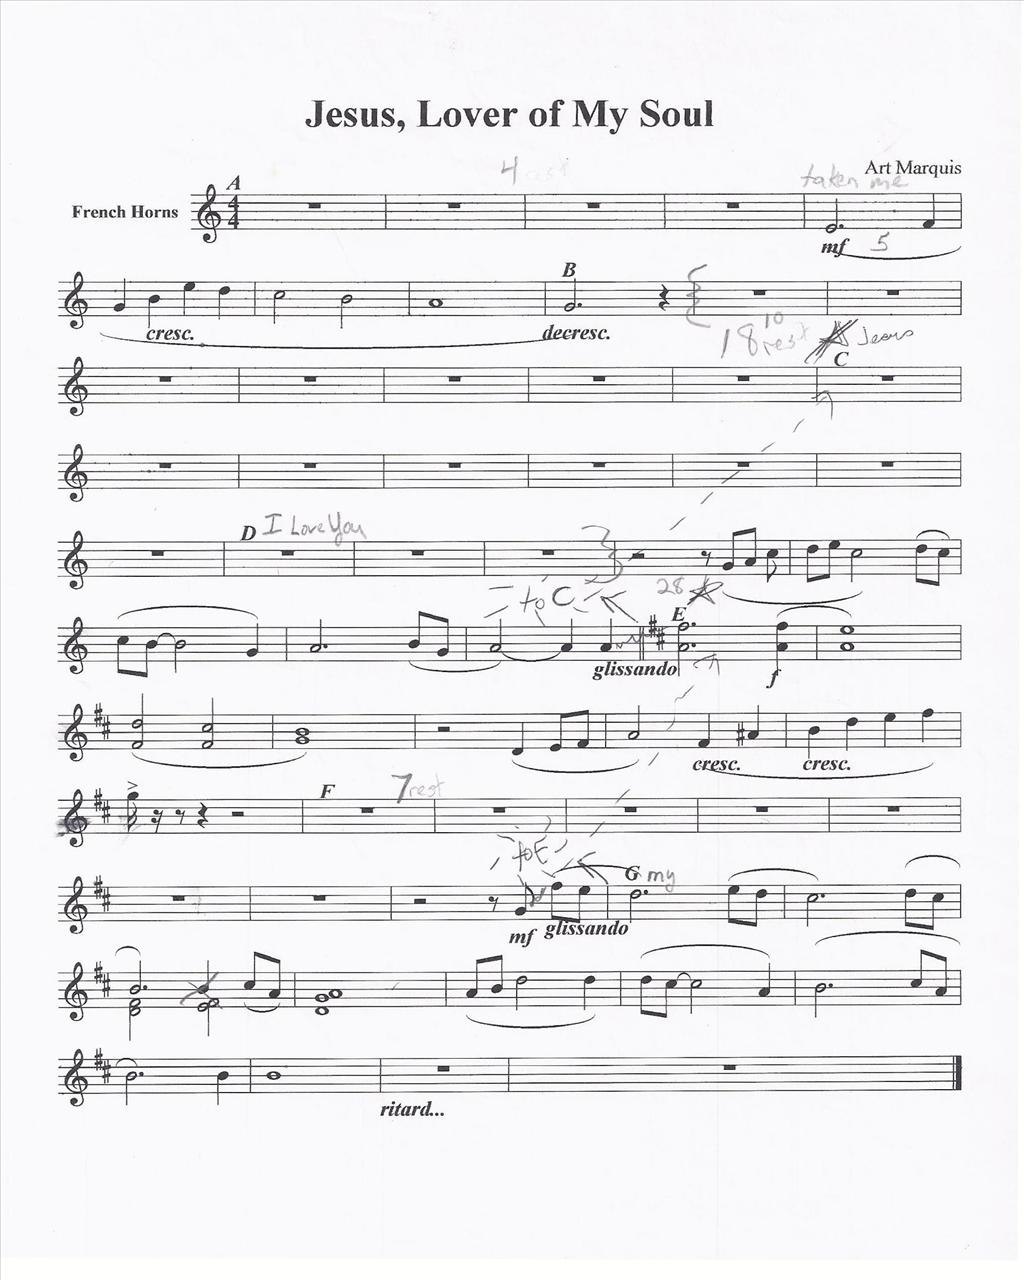 Jesus, Lover of My Soul
4 rest
Art Marquis
taken me
A
French Horns
4
4
mf 5
B
cresc.
decresc.
18 10 rest
Jesus
C
D I Love You
to C
28
E
glissando
f
cresc.
cresc.
F
7 rest
to E
G my
mf
glissando
ritard...